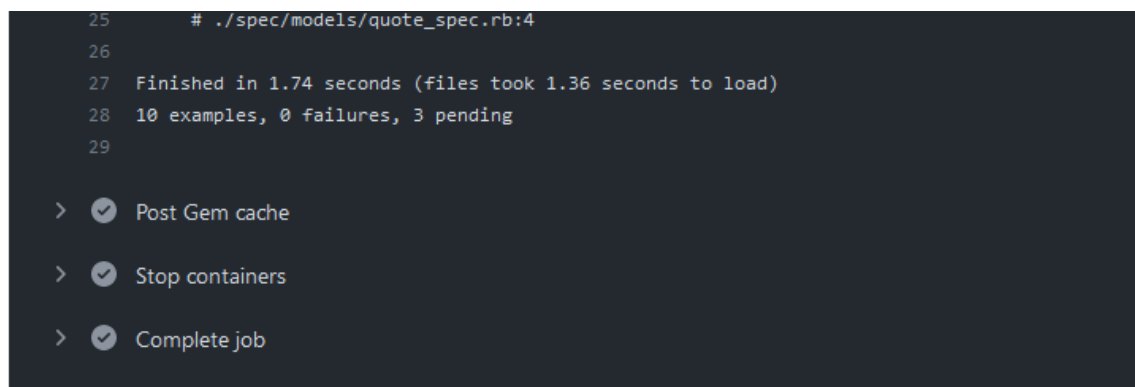 25 # ./spec/models/quote_spec.rb:4
26
27 Finished in 1.74 seconds (files took 1.36 seconds to load)
28 10 examples, 0 failures, 3 pending
29
Post Gem cache
Stop containers
Complete job